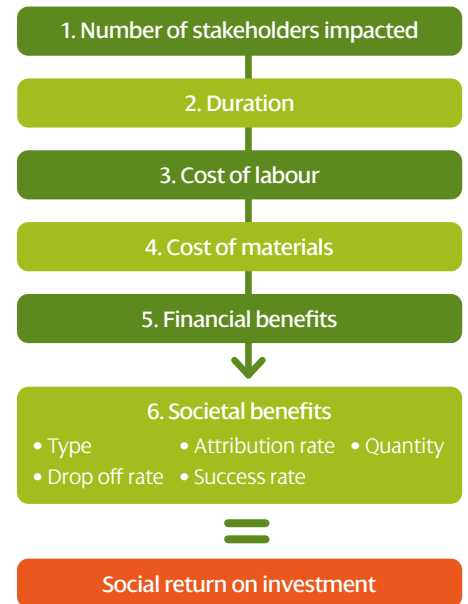 1. Number of stakeholders impacted
2. Duration
3. Cost of labour
4. Cost of materials
5. Financial benefits
6. Societal benefits
• Type • Attribution rate • Quantity
• Drop off rate • Success rate
=
Social return on investment